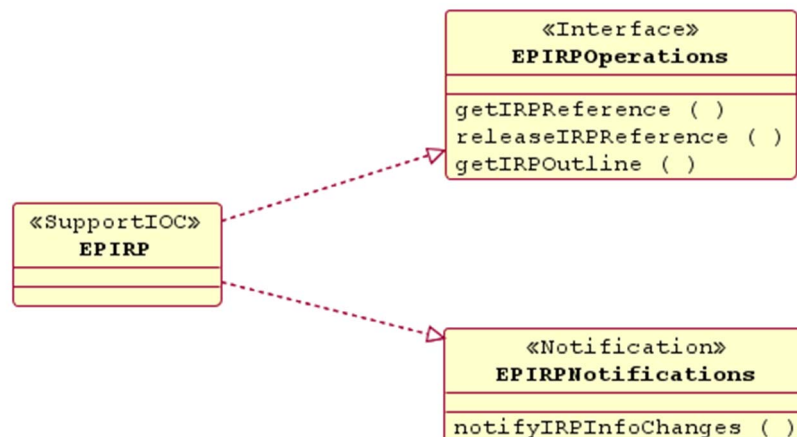 «Interface»
EPIRPOperations
getIRPReference ( )
releaseIRPReference ( )
getIRPOutline ( )
«SupportIOC»
EPIRP
«Notification»
EPIRPNotifications
notifyIRPInfoChanges ( )